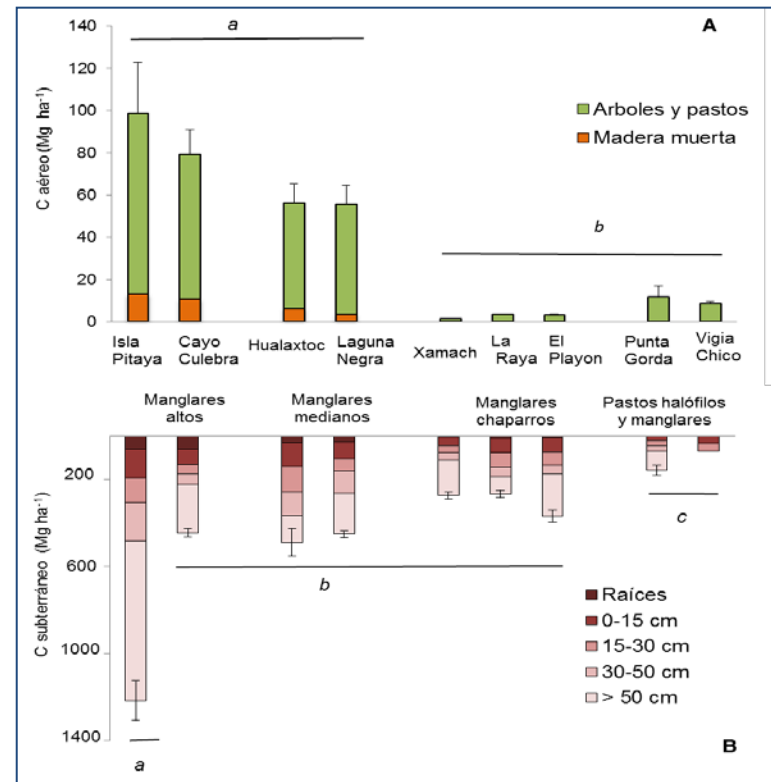 A
C aéreo (Mg ha⁻¹)
140
120
100
80
60
40
20
0
a
b
Arboles y pastos
Madera muerta
Isla Pitaya
Cayo Culebra
Hualaxtoc
Laguna Negra
Xamach
La Raya
El Playon
Punta Gorda
Vigia Chico
Manglares altos
Manglares medianos
Manglares chaparros
Pastos halófilos y manglares
C subterráneo (Mg ha⁻¹)
200
600
1000
1400
c
b
a
Raíces
0-15 cm
15-30 cm
30-50 cm
> 50 cm
B